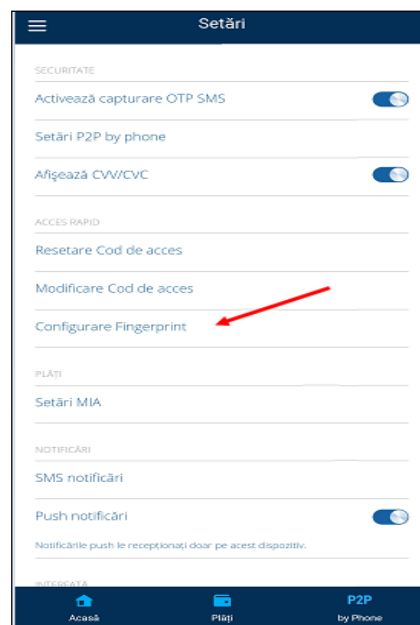 Setări
SECURITATE
Activează capturare OTP SMS
Setări P2P by phone
Afişează CVV/CVC
ACCES RAPID
Resetare Cod de acces
Modificare Cod de acces
Configurare Fingerprint
PLĂŢI
Setări MIA
NOTIFICĂRI
SMS notificări
Push notificări
Notificările push le recepţionaţi doar pe acest dispozitiv.
INTERFAŢĂ
Acasă
Plăţi
P2P
by Phone